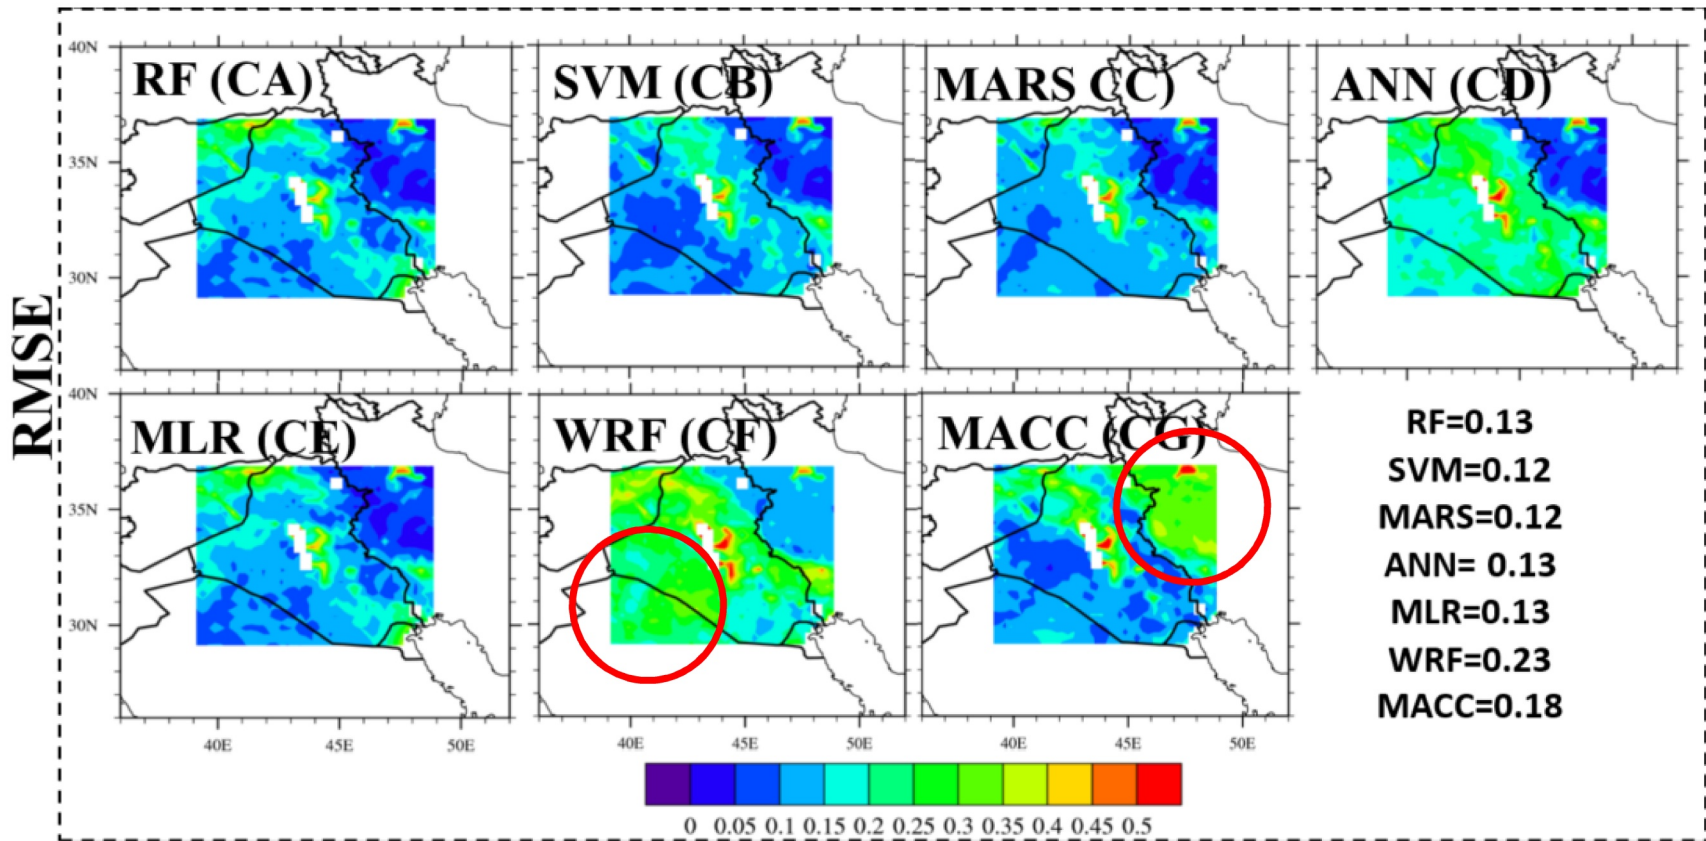 RMSE
RF (CA)
SVM (CB)
MARS CC)
ANN (CD)
40N
35N
30N
MLR (CE)
WRF (CF)
MACC (CG)
40N
35N
30N
40E 45E 50E
40E 45E 50E
40E 45E 50E
RF=0.13
SVM=0.12
MARS=0.12
ANN= 0.13
MLR=0.13
WRF=0.23
MACC=0.18
0 0.05 0.1 0.15 0.2 0.25 0.3 0.35 0.4 0.45 0.5